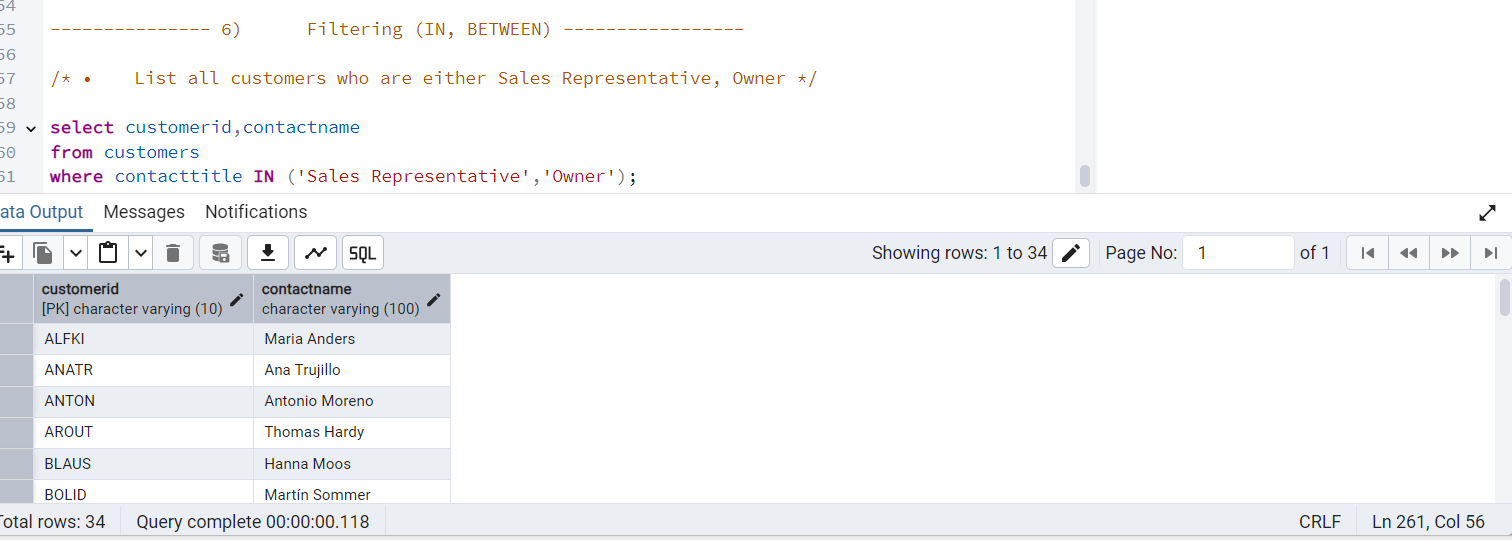 54
55 --------------- 6)      Filtering (IN, BETWEEN) -----------------
56
57 /* •    List all customers who are either Sales Representative, Owner */
58
59 select customerid,contactname
60 from customers
61 where contacttitle IN ('Sales Representative','Owner');
ata Output Messages Notifications
SQL Showing rows: 1 to 34 Page No: 1 of 1
customerid contactname
[PK] character varying (10) character varying (100)
ALFKI Maria Anders
ANATR Ana Trujillo
ANTON Antonio Moreno
AROUT Thomas Hardy
BLAUS Hanna Moos
BOLID Martín Sommer
Total rows: 34 Query complete 00:00:00.118 CRLF Ln 261, Col 56